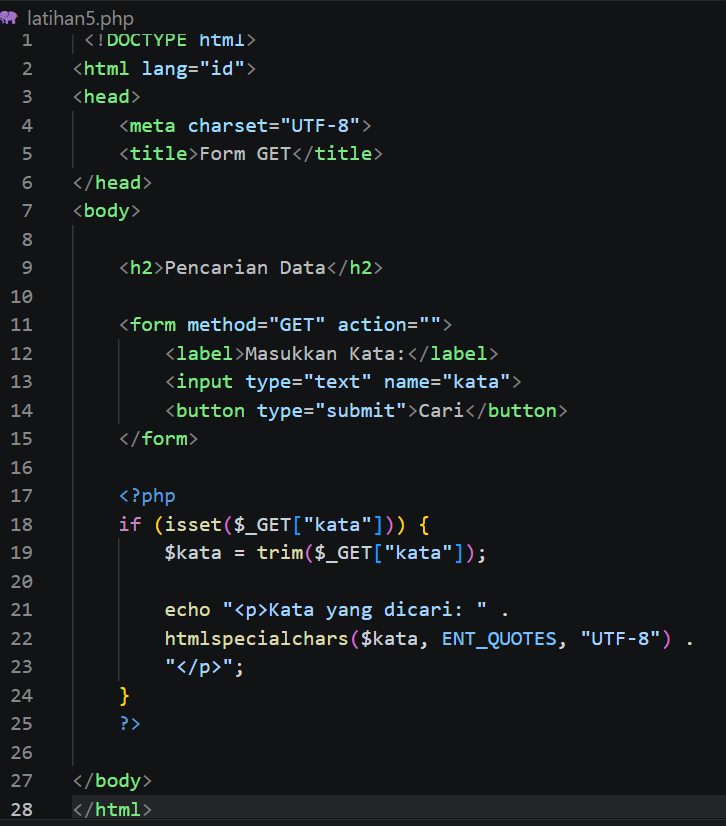 latihan5.php
1 <!DOCTYPE html>
2 <html lang="id">
3 <head>
4     <meta charset="UTF-8">
5     <title>Form GET</title>
6 </head>
7 <body>
8
9     <h2>Pencarian Data</h2>
10
11     <form method="GET" action="">
12         <label>Masukkan Kata:</label>
13         <input type="text" name="kata">
14         <button type="submit">Cari</button>
15     </form>
16
17     <?php
18     if (isset($_GET["kata"])) {
19         $kata = trim($_GET["kata"]);
20
21         echo "<p>Kata yang dicari: " .
22         htmlspecialchars($kata, ENT_QUOTES, "UTF-8") .
23         "</p>";
24     }
25     ?>
26
27 </body>
28 </html>